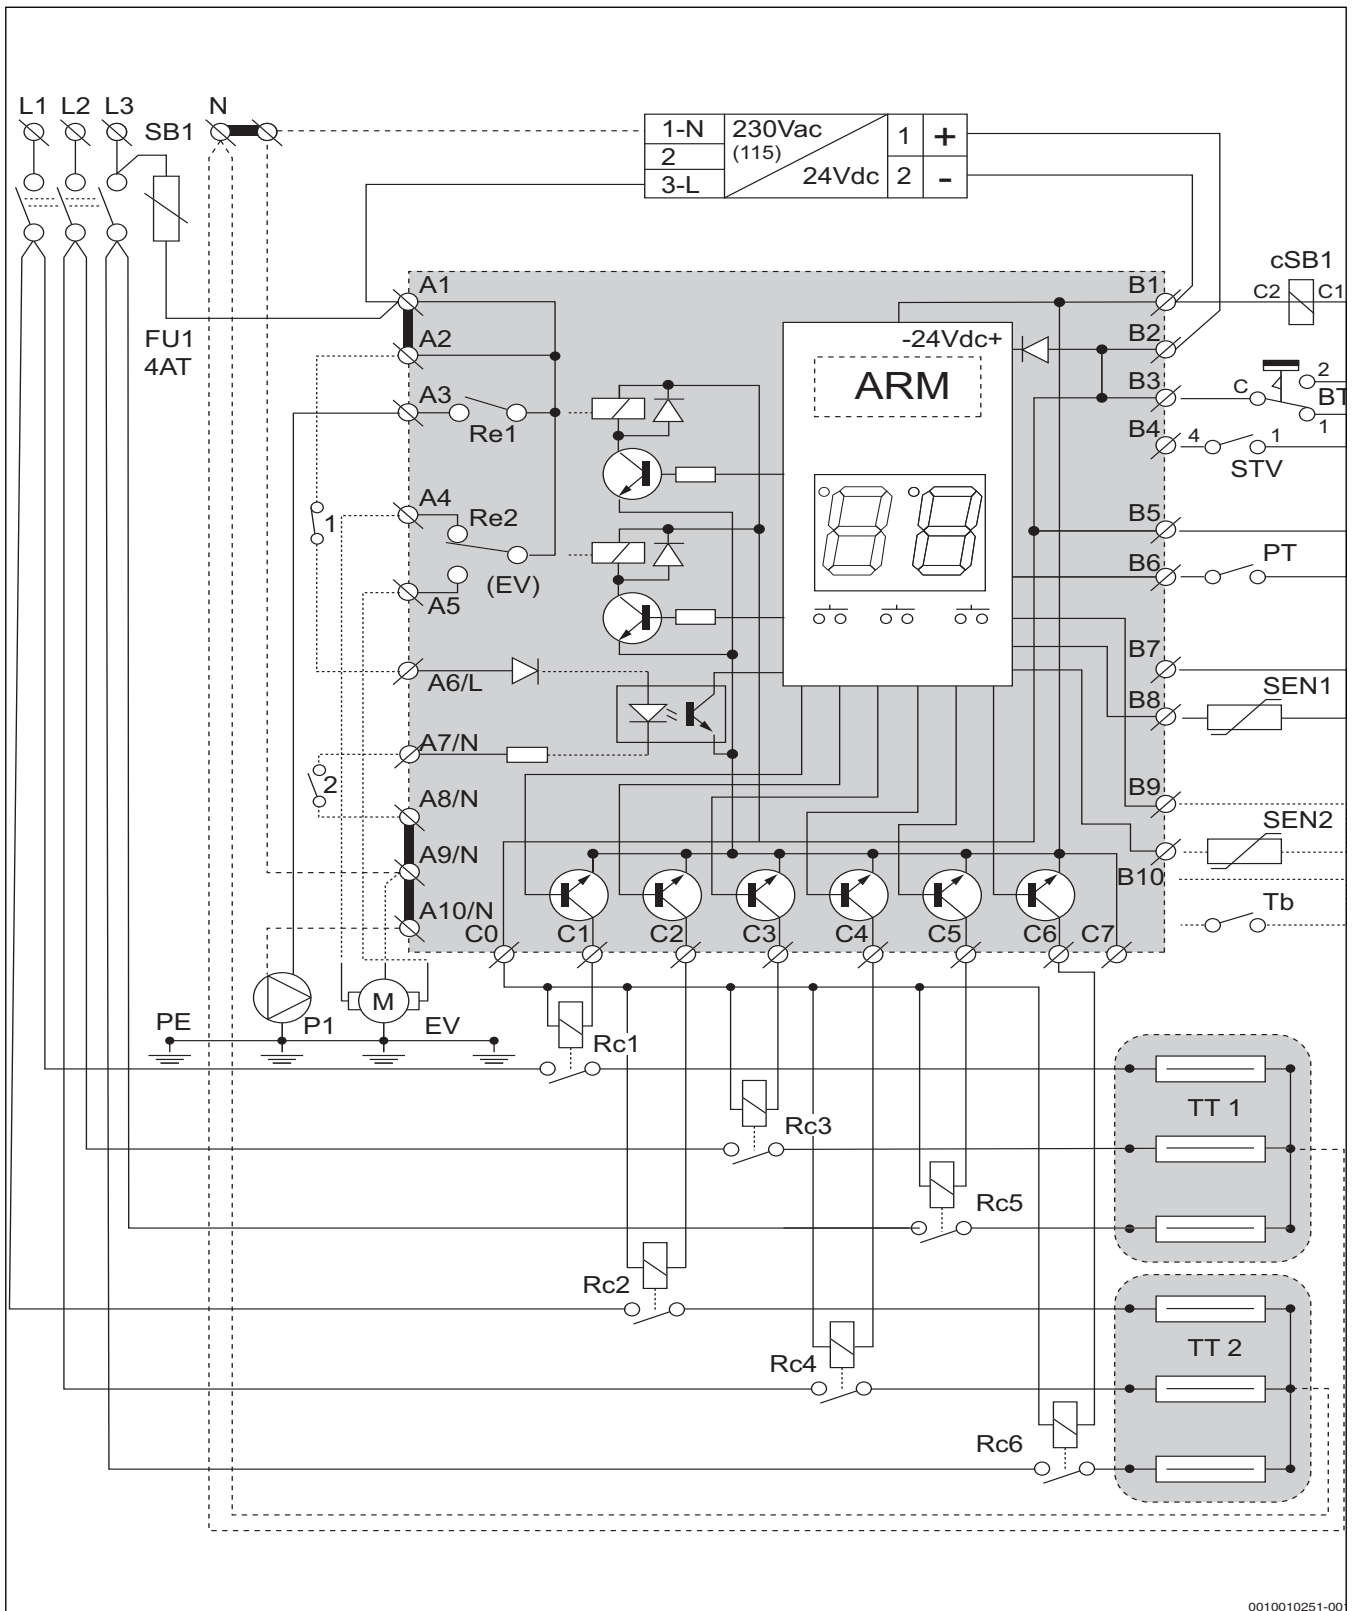 L1 L2 L3 SB1 N
1-N 230Vac 1 +
2 (115)
3-L 24Vdc 2 -
cSB1
A1 B1 C2 C1
FU1 A2 -24Vdc+ B2
4AT ARM
A3 B3 C 2
Re1 BT
B4 4 1 1
STV
A4 Re2 B5
1 B6 PT
(EV)
A5
A6/L B7
B8 SEN1
A7/N
2 A8/N B9
SEN2
A9/N B10
A10/N Tb
C0 C1 C2 C3 C4 C5 C6 C7
M
PE P1 EV
Rc1
TT 1
Rc3
Rc5
Rc2
TT 2
Rc4
Rc6
0010010251-001